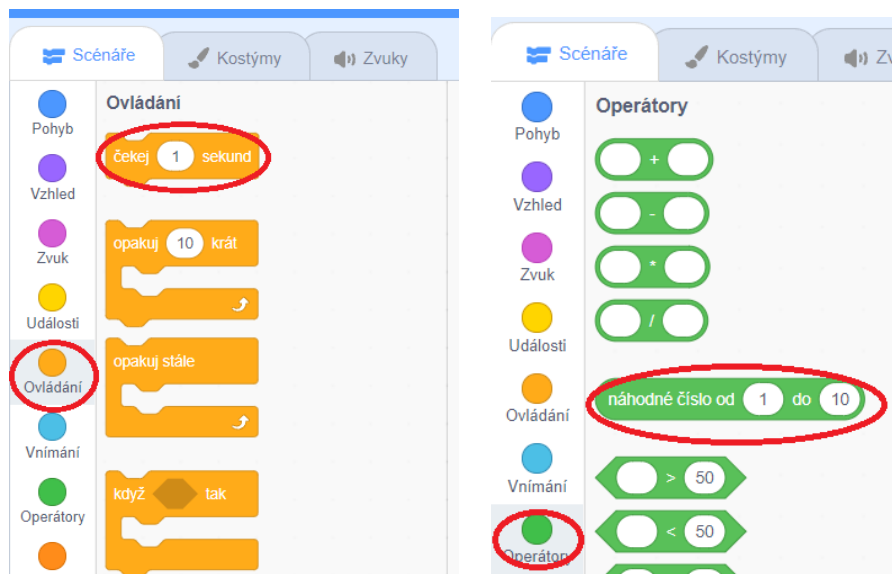 Scénáře Kostýmy Zvuky
Ovládání
Pohyb
Vzhled
Zvuk
Události
Ovládání
Vnímání
Operátory
čekej 1 sekund
opakuj 10 krát
opakuj stále
když tak
Scénáře Kostýmy
Operátory
Pohyb
Vzhled
Zvuk
Události
Ovládání
Vnímání
Operátory
+
-
*
/
náhodné číslo od 1 do 10
> 50
< 50